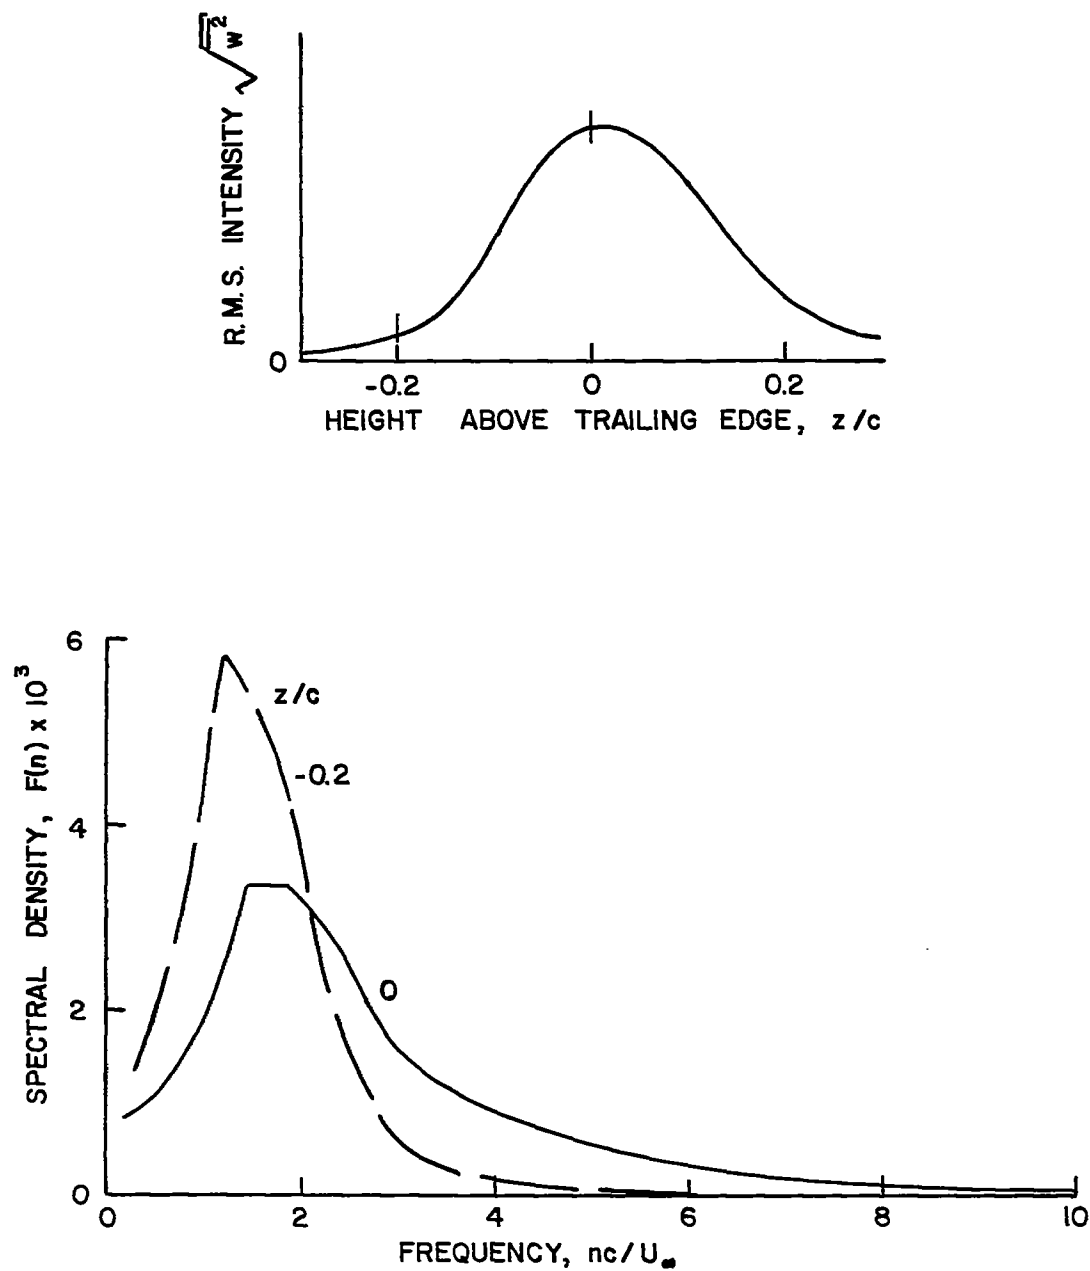 R.M.S. INTENSITY √w²
0
-0.2 0 0.2
HEIGHT ABOVE TRAILING EDGE, z/c
SPECTRAL DENSITY, F(n) x 10³
6
4
2
0
z/c
-0.2
0
0 2 4 6 8 10
FREQUENCY, nc/U∞